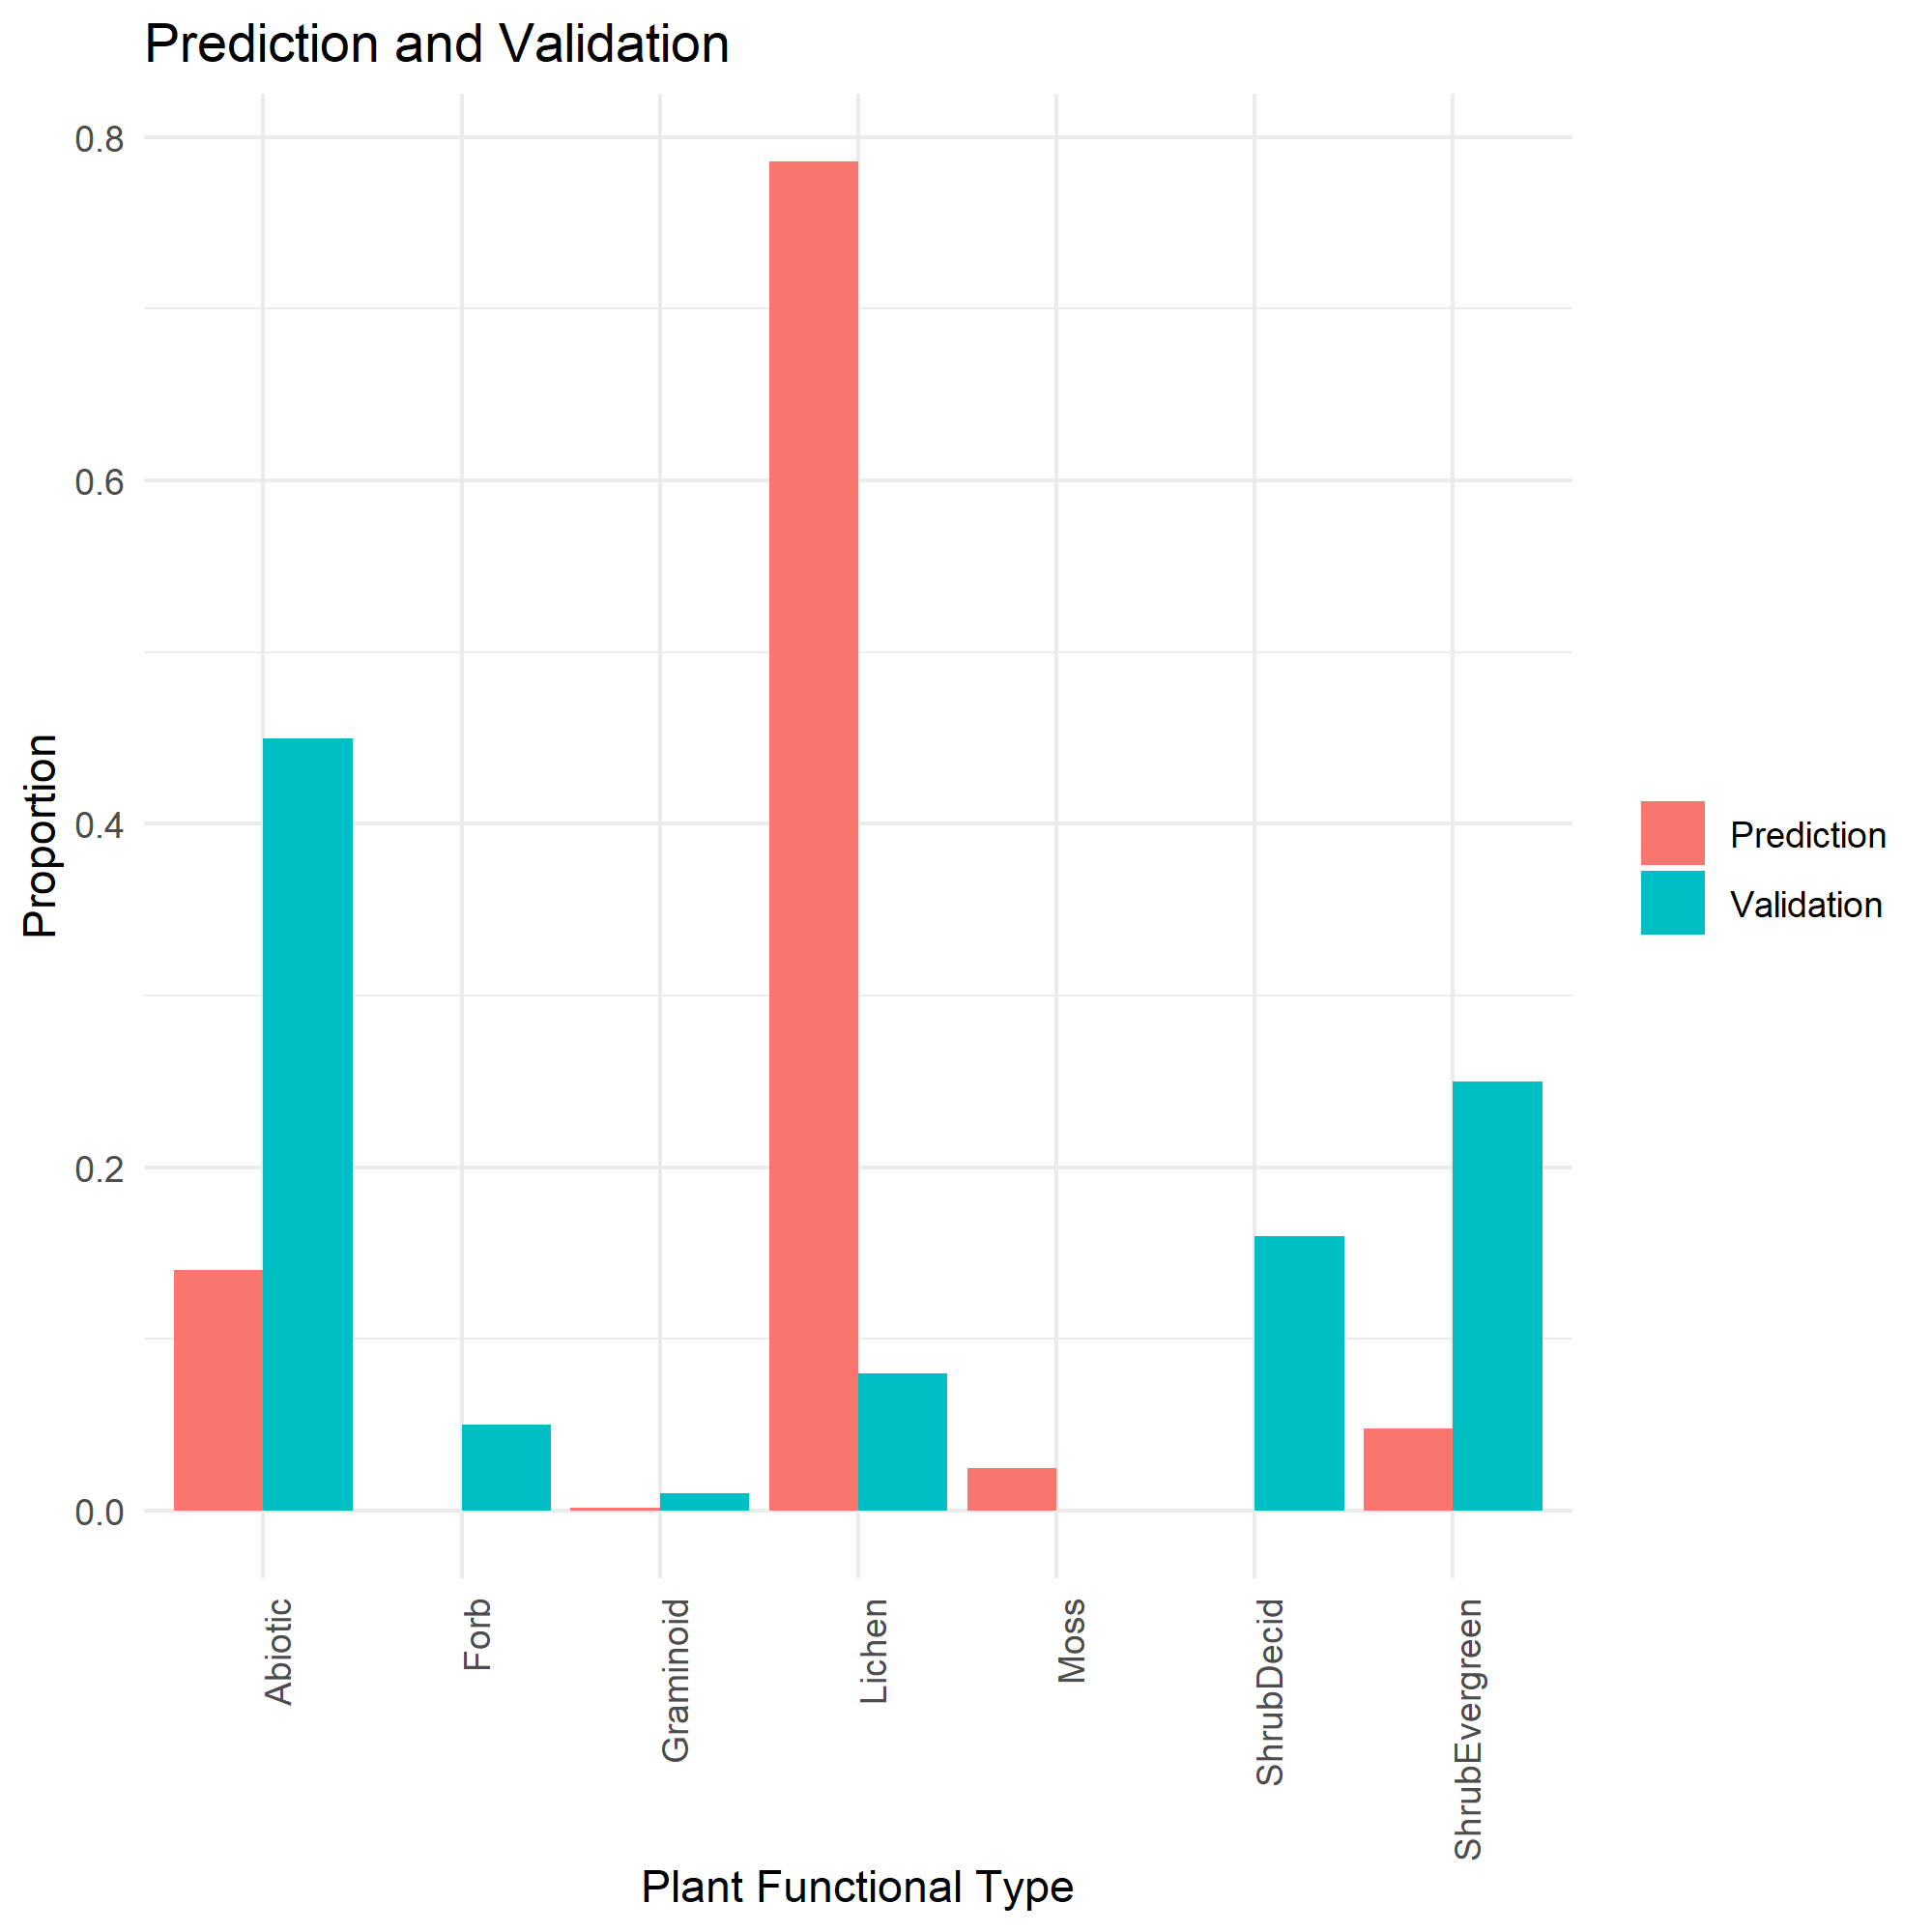 Prediction and Validation
0.8
0.6
0.4
0.2
0.0
Proportion
Abiotic
Forb
Graminoid
Lichen
Moss
ShrubDecid
ShrubEvergreen
Plant Functional Type
Prediction
Validation